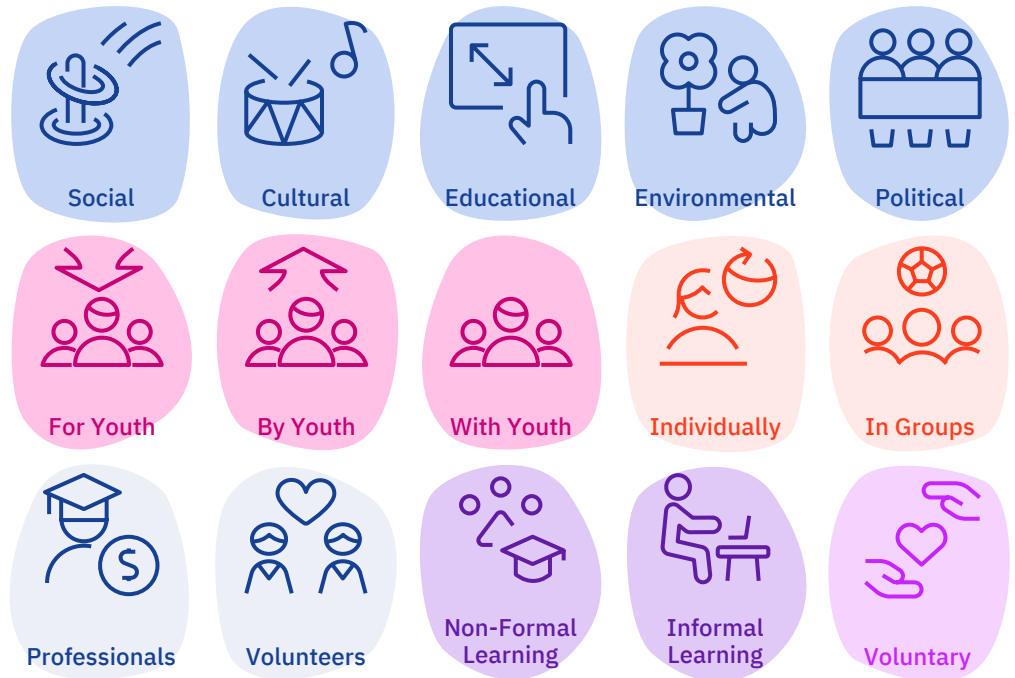 Social
Cultural
Educational
Environmental
Political
For Youth
By Youth
With Youth
Individually
In Groups
$
Professionals
Volunteers
Non-Formal
Learning
Informal
Learning
Voluntary